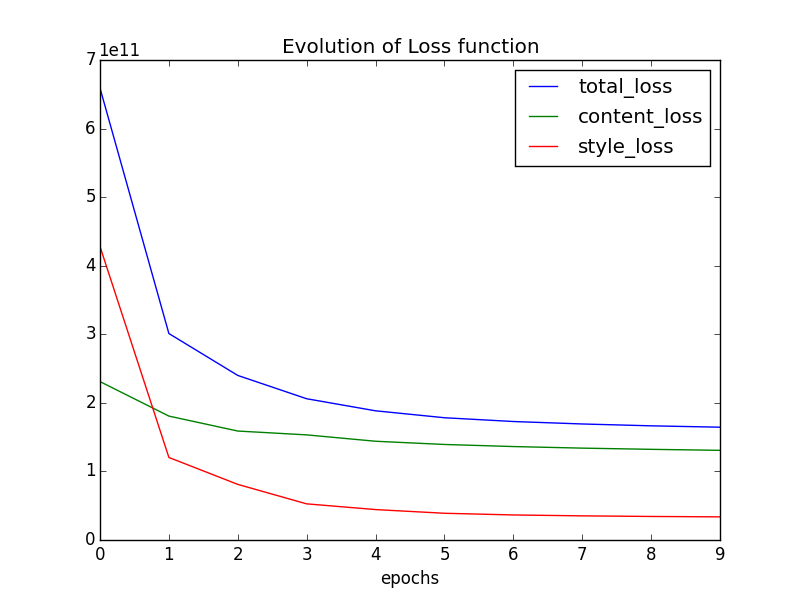 Evolution of Loss function
1e11
7
6
5
4
3
2
1
0
total_loss
content_loss
style_loss
0 1 2 3 4 5 6 7 8 9
epochs